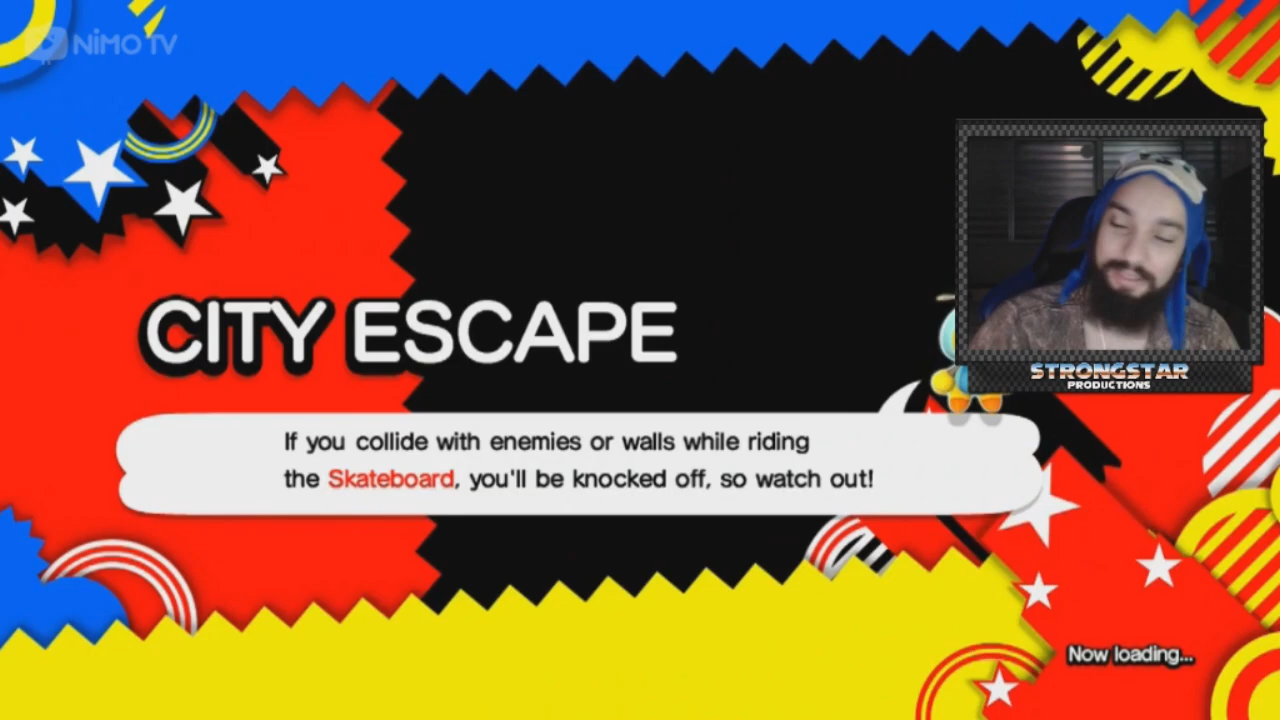 NiMO TV
CITY ESCAPE
STRONGSTAR
PRODUCTIONS
If you collide with enemies or walls while riding
the Skateboard, you'll be knocked off, so watch out!
Now loading...